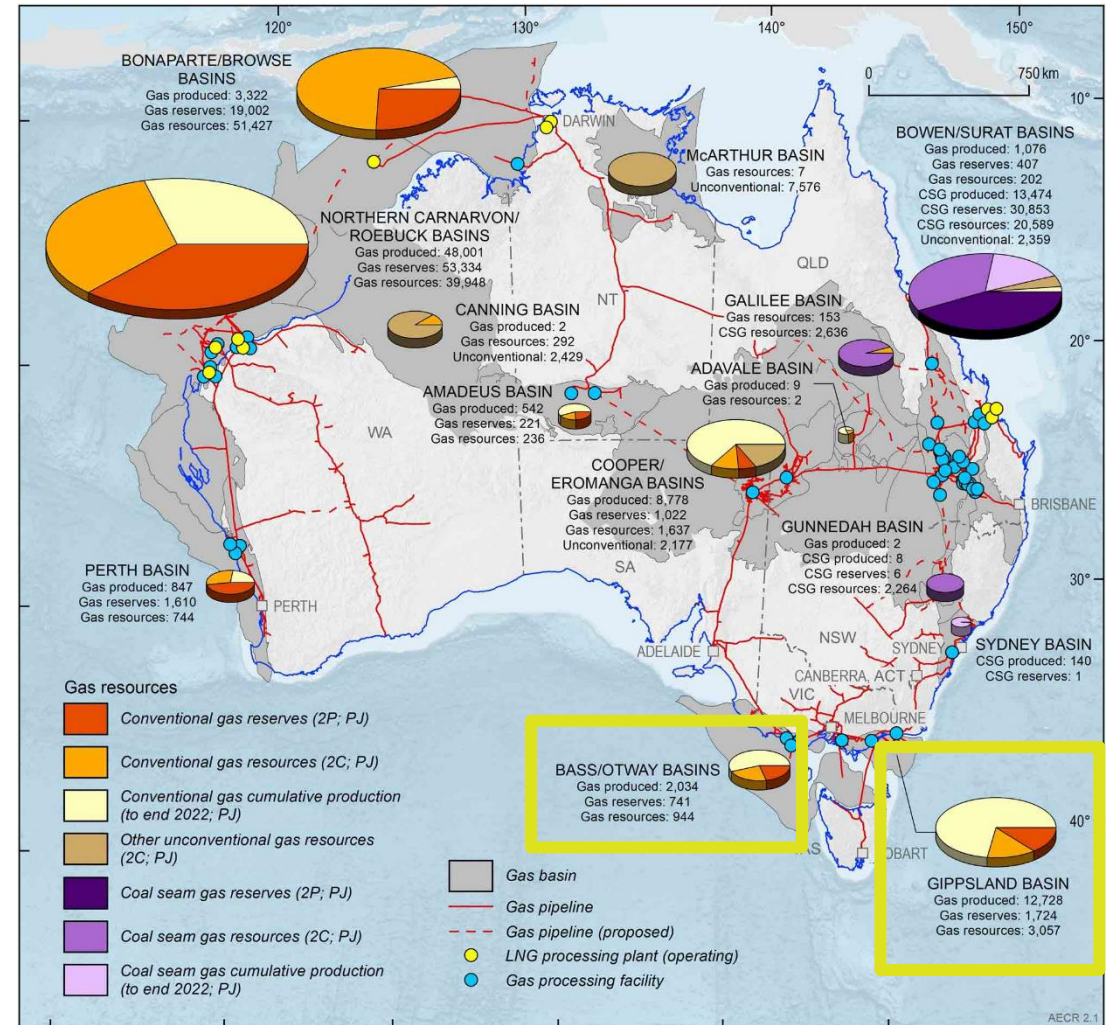 120°
130°
140°
150°
BONAPARTE/BROWSE
BASINS
Gas produced: 3,322
Gas reserves: 19,002
Gas resources: 51,427
0
750 km
10°
DARWIN
BOWEN/SURAT BASINS
Gas produced: 1,076
Gas reserves: 407
Gas resources: 202
CSG produced: 13,474
CSG reserves: 30,853
CSG resources: 20,589
Unconventional: 2,359
McARTHUR BASIN
Gas resources: 7
Unconventional: 7,576
NORTHERN CARNARVON/
ROEBUCK BASINS
Gas produced: 48,001
Gas reserves: 53,334
Gas resources: 39,948
QLD
NT
CANNING BASIN
Gas produced: 2
Gas resources: 292
Unconventional: 2,429
GALILEE BASIN
Gas resources: 153
CSG resources: 2,636
20°
ADAVALE BASIN
Gas produced: 9
Gas resources: 2
AMADEUS BASIN
Gas produced: 542
Gas reserves: 221
Gas resources: 236
WA
COOPER/
EROMANGA BASINS
Gas produced: 8,778
Gas reserves: 1,022
Gas resources: 1,637
Unconventional: 2,177
BRISBANE
GUNNEDAH BASIN
Gas produced: 2
CSG produced: 8
CSG reserves: 6
CSG resources: 2,264
SA
PERTH BASIN
Gas produced: 847
Gas reserves: 1,610
Gas resources: 744
30°
PERTH
NSW
ADELAIDE
SYDNEY
SYDNEY BASIN
CSG produced: 140
CSG reserves: 1
CANBERRA, ACT
VIC
MELBOURNE
Gas resources
Conventional gas reserves (2P; PJ)
Conventional gas resources (2C; PJ)
Conventional gas cumulative production
(to end 2022; PJ)
Other unconventional gas resources
(2C; PJ)
Coal seam gas reserves (2P; PJ)
Coal seam gas resources (2C; PJ)
Coal seam gas cumulative production
(to end 2022; PJ)
BASS/OTWAY BASINS
Gas produced: 2,034
Gas reserves: 741
Gas resources: 944
40°
GIPPSLAND BASIN
Gas produced: 12,728
Gas reserves: 1,724
Gas resources: 3,057
Gas basin
Gas pipeline
Gas pipeline (proposed)
LNG processing plant (operating)
Gas processing facility
AECR 2.1